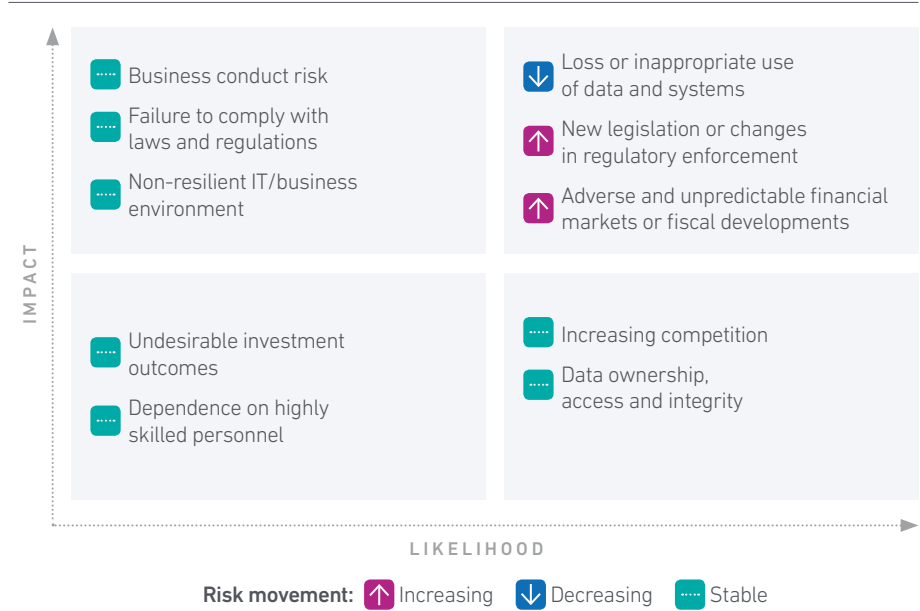 Business conduct risk
Failure to comply with
laws and regulations
Non-resilient IT/business
environment
Loss or inappropriate use
of data and systems
New legislation or changes
in regulatory enforcement
Adverse and unpredictable financial
markets or fiscal developments
IMPACT
Undesirable investment
outcomes
Dependence on highly
skilled personnel
Increasing competition
Data ownership,
access and integrity
LIKELIHOOD
Risk movement: Increasing Decreasing Stable